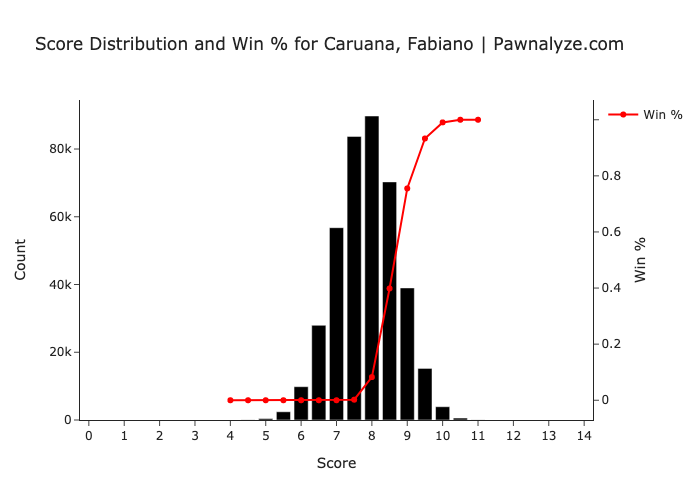 Score Distribution and Win % for Caruana, Fabiano | Pawnalyze.com
Win %
80k
60k
40k
20k
0
Count
0.8
0.6
0.4
0.2
0
Win %
0 1 2 3 4 5 6 7 8 9 10 11 12 13 14
Score